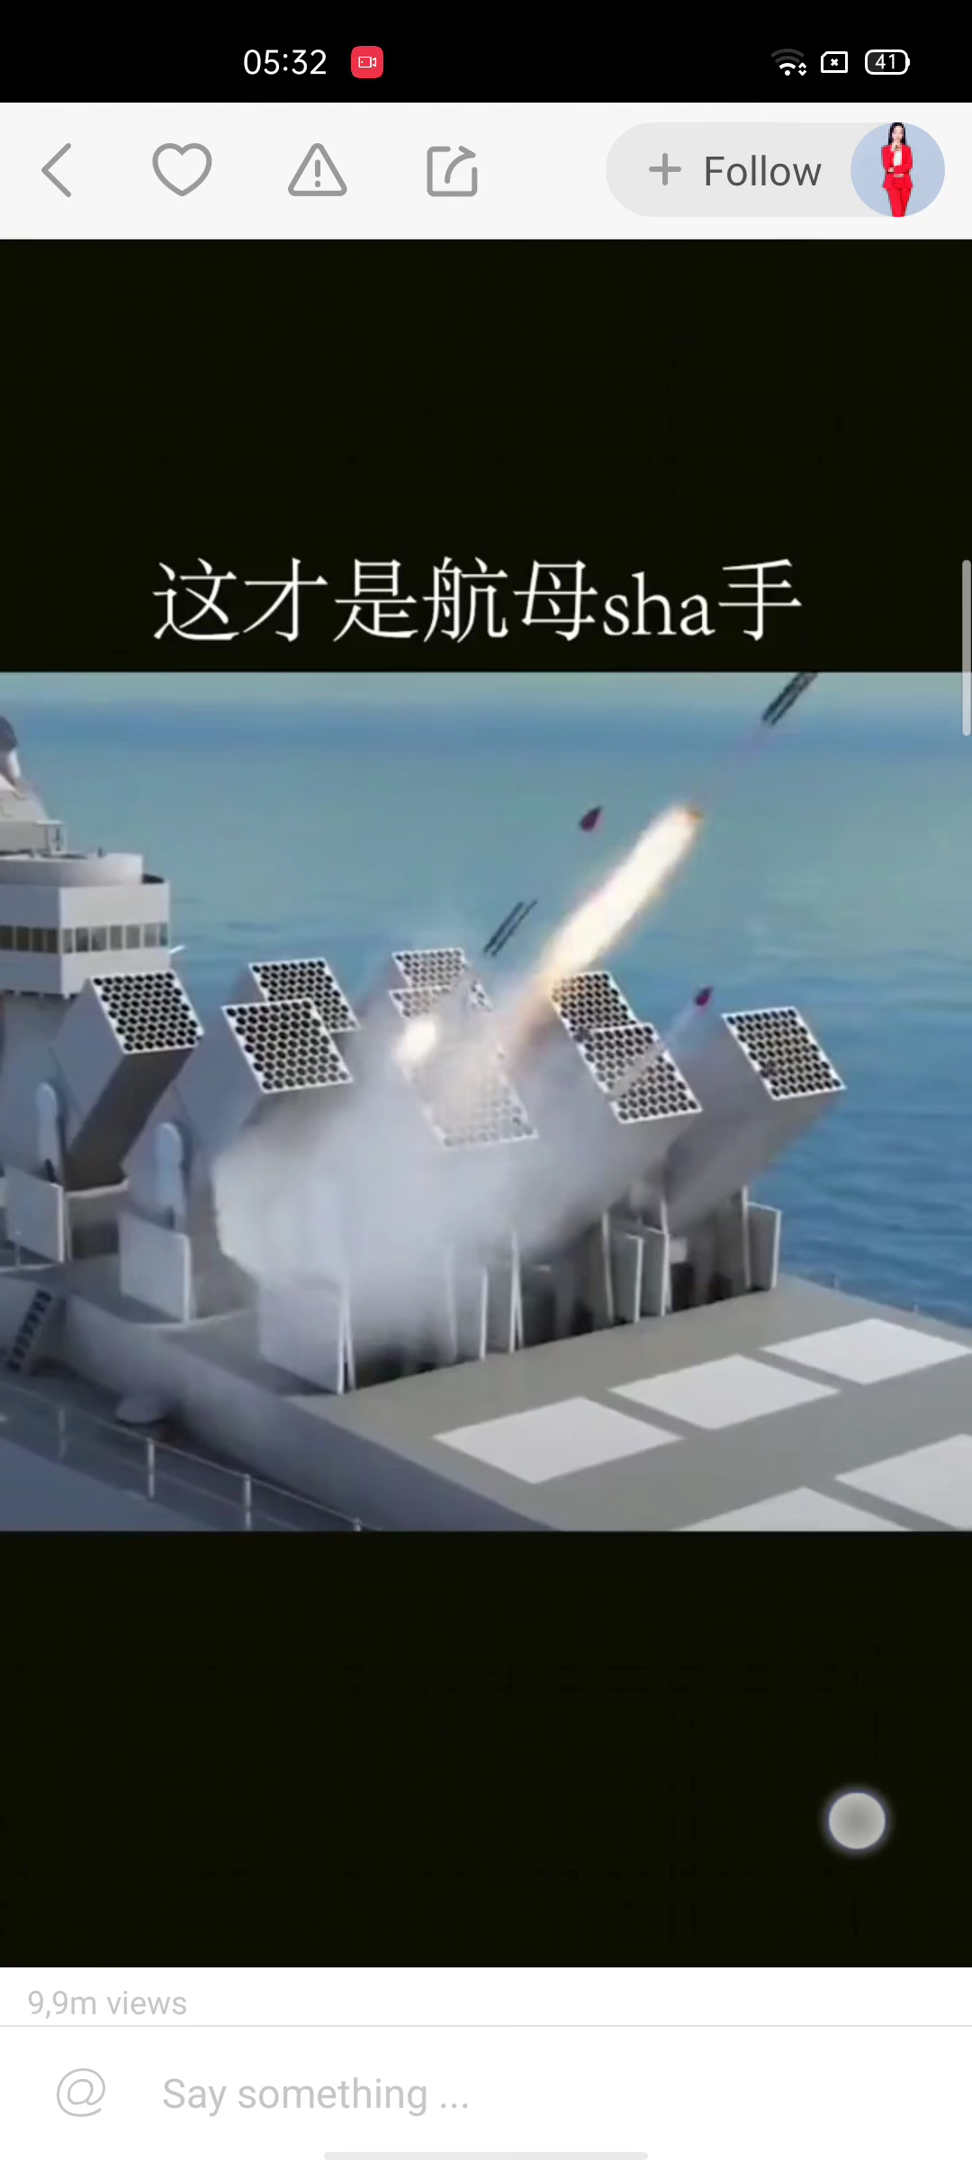 05:32
41
+ Follow
这才是航母sha手
9,9m views
@ Say something ...